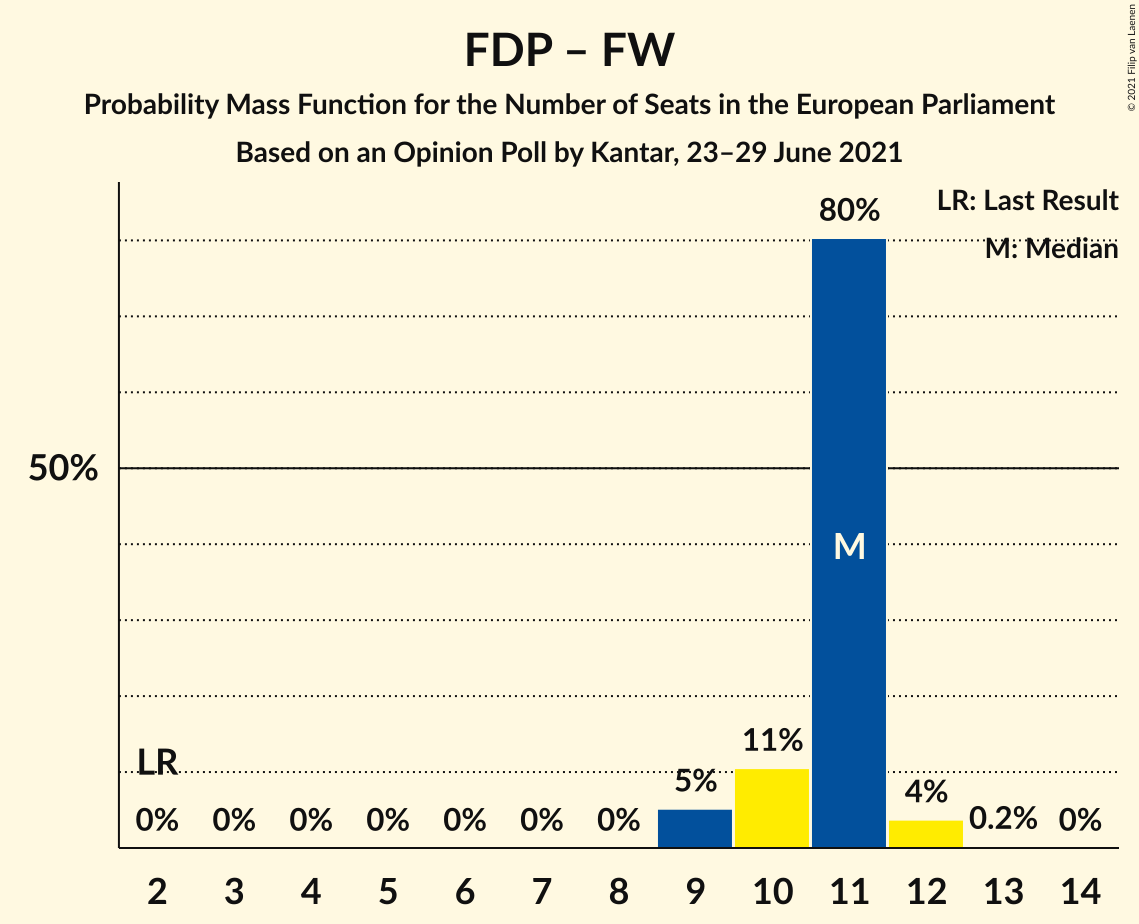 FDP – FW
Probability Mass Function for the Number of Seats in the European Parliament
Based on an Opinion Poll by Kantar, 23–29 June 2021
© 2021 Filip van Laenen
LR: Last Result
M: Median
80%
50%
M
LR
11%
5%
4%
0% 0% 0% 0% 0% 0% 0% 0.2% 0%
2 3 4 5 6 7 8 9 10 11 12 13 14